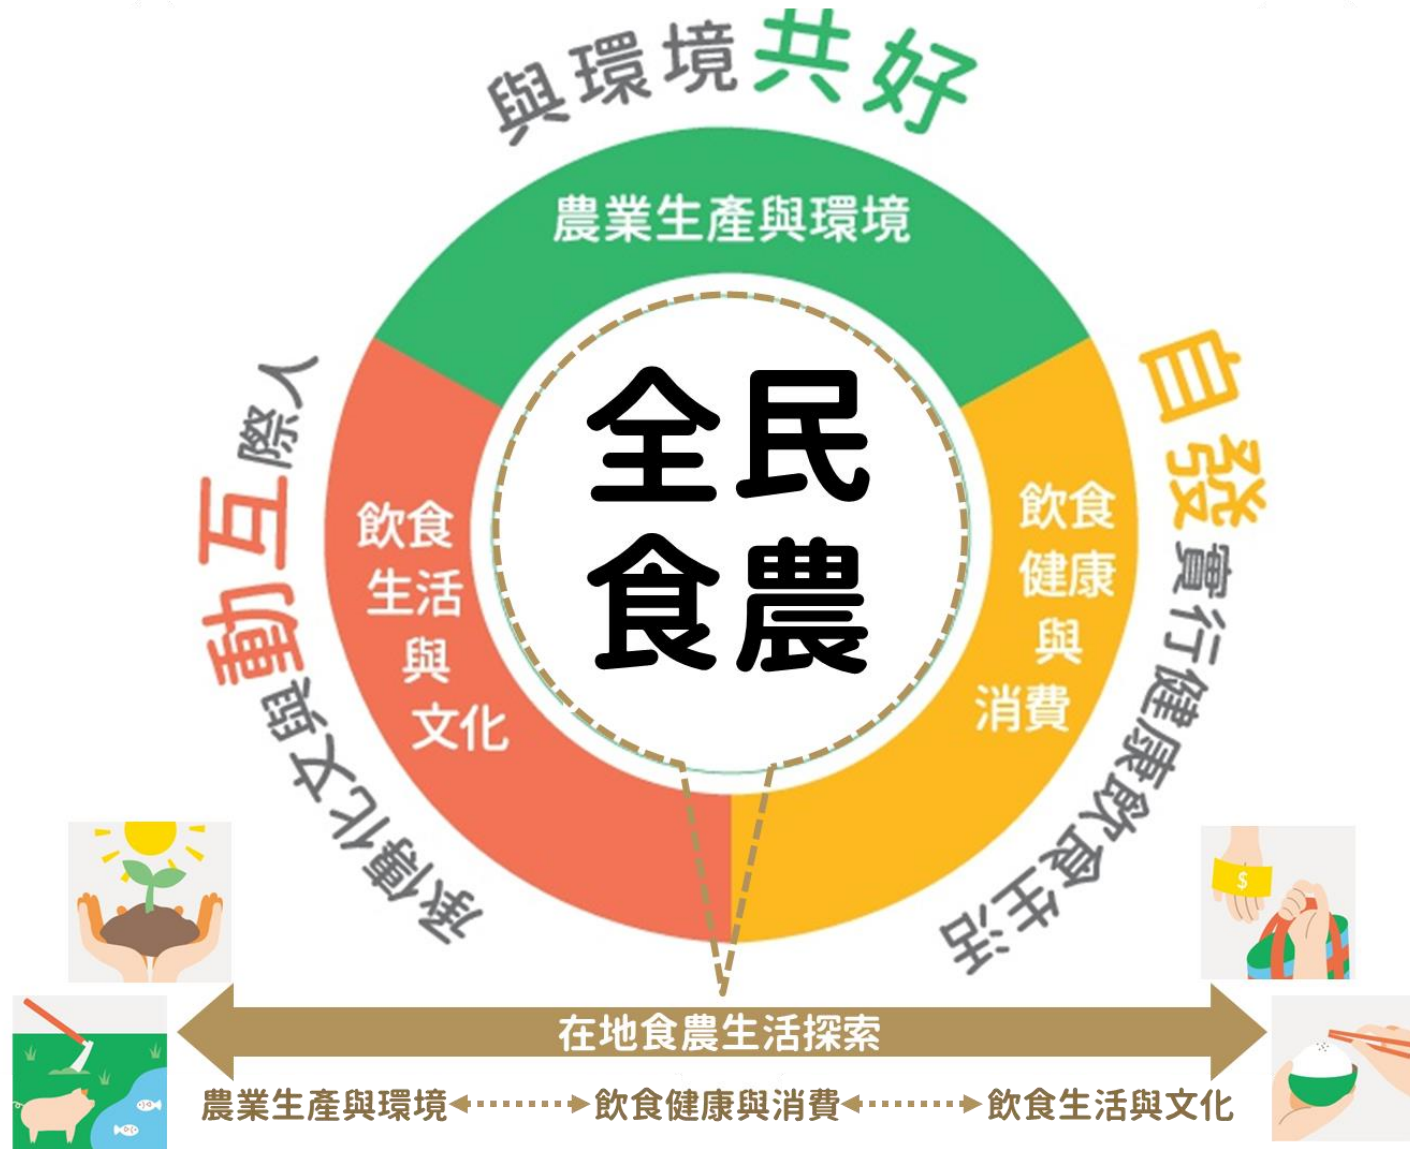 與環境共好
農業生產與環境
全民
食農
飲食
生活
與
文化
飲食
健康
與
消費
人際互動與文化傳承
自發實行健康飲食生活
$
在地食農生活探索
農業生產與環境
飲食健康與消費
飲食生活與文化